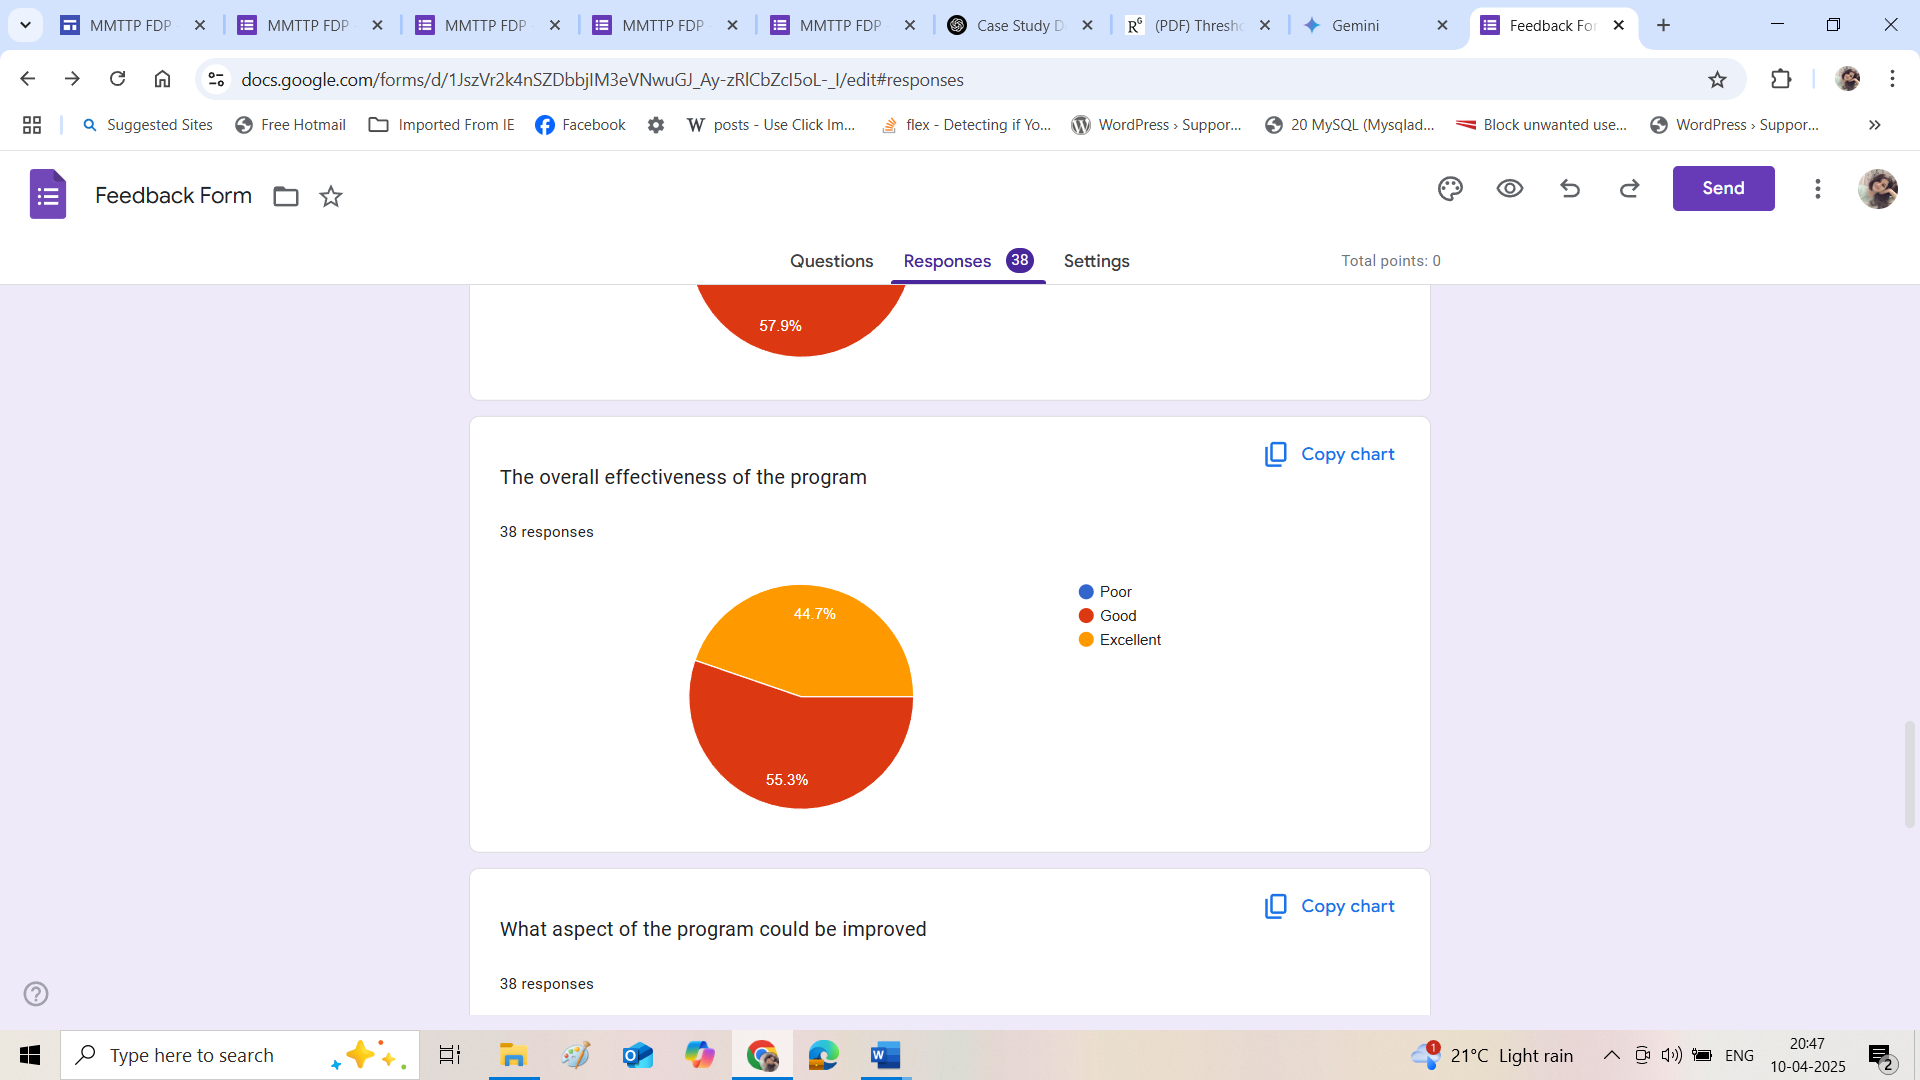 MMTTP FDP
MMTTP FDP
MMTTP FDP
MMTTP FDP
MMTTP FDP
Case Study D
(PDF) Thresho
Gemini
Feedback For
docs.google.com/forms/d/1JszVr2k4nSZDbbjIM3eVNwuGJ_Ay-zRlCbZcI5oL-_I/edit#responses
Suggested Sites
Free Hotmail
Imported From IE
Facebook
posts - Use Click Im...
flex - Detecting if Yo...
WordPress › Suppor...
20 MySQL (Mysqlad...
Block unwanted use...
WordPress › Suppor...
Feedback Form
Send
Questions
Responses 38
Settings
Total points: 0
57.9%
Copy chart
The overall effectiveness of the program
38 responses
44.7%
55.3%
Poor
Good
Excellent
Copy chart
What aspect of the program could be improved
38 responses
Type here to search
1
21°C Light rain
ENG
20:47
10-04-2025
2